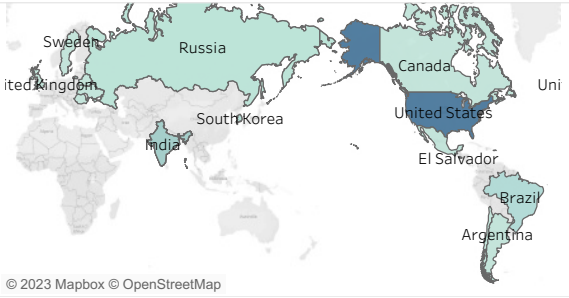 Sweden
Russia
Canada
ited Kingdom
Uni
South Korea
United States
India
El Salvador
Brazil
Argentina
© 2023 Mapbox © OpenStreetMap